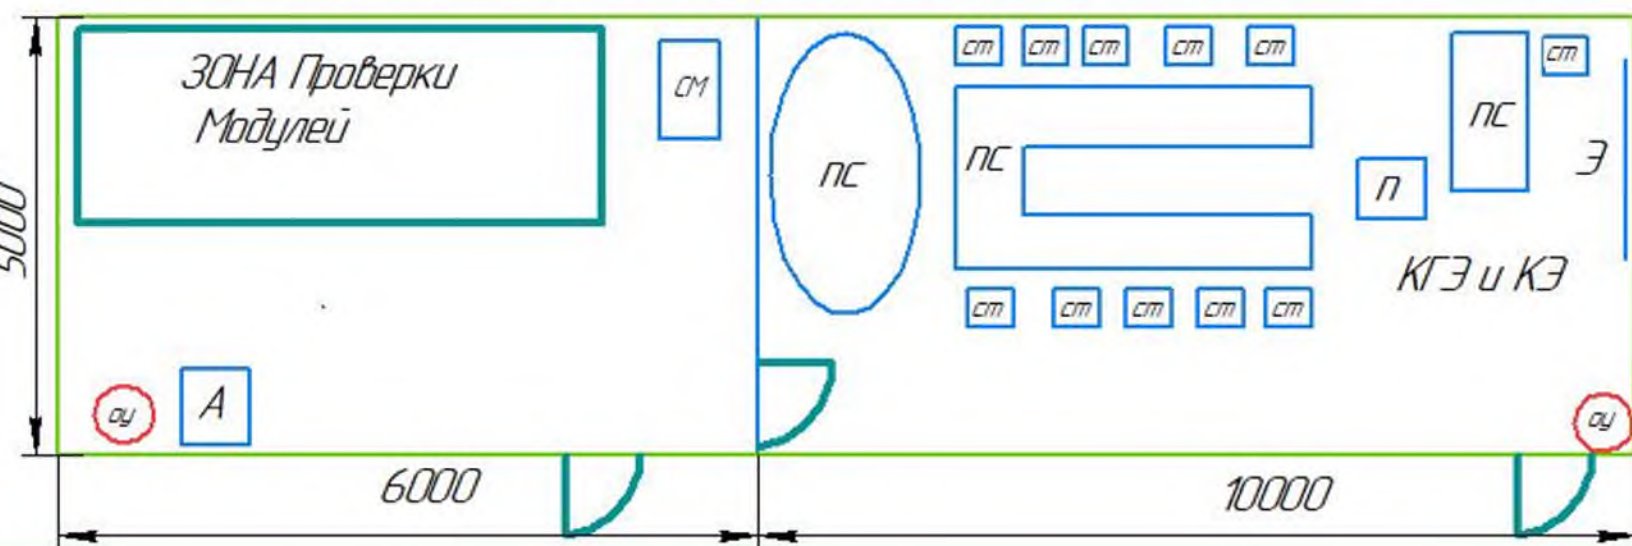 ЗОНА Проверки
Модулей
СМ
ст ст ст ст ст
ст
ПС
ПС
ПС
П
Э
КГЭ и КЭ
ст ст ст ст ст
5000
оу
А
оу
6000
10000